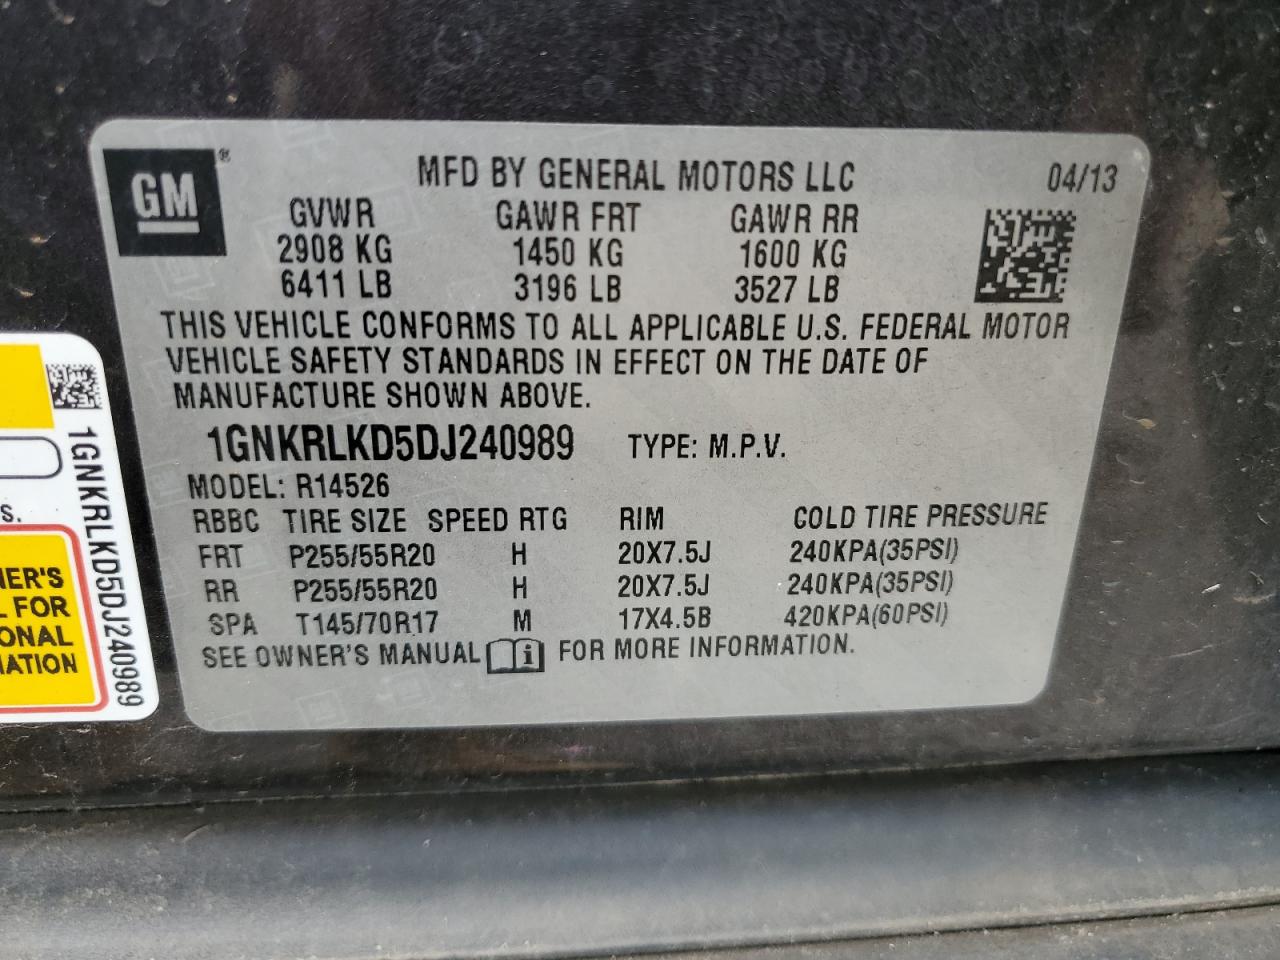 GM®
MFD BY GENERAL MOTORS LLC 04/13
GVWR GAWR FRT GAWR RR
2908 KG 1450 KG 1600 KG
6411 LB 3196 LB 3527 LB
THIS VEHICLE CONFORMS TO ALL APPLICABLE U.S. FEDERAL MOTOR
VEHICLE SAFETY STANDARDS IN EFFECT ON THE DATE OF
MANUFACTURE SHOWN ABOVE.
1GNKRLKD5DJ240989 TYPE: M.P.V.
MODEL: R14526
RBBC TIRE SIZE SPEED RTG RIM COLD TIRE PRESSURE
FRT P255/55R20 H 20X7.5J 240KPA(35PSI)
RR P255/55R20 H 20X7.5J 240KPA(35PSI)
SPA T145/70R17 M 17X4.5B 420KPA(60PSI)
SEE OWNER'S MANUAL i FOR MORE INFORMATION.
1GNKRLKD5DJ240989
S.
NER'S
L FOR
ONAL
MATION